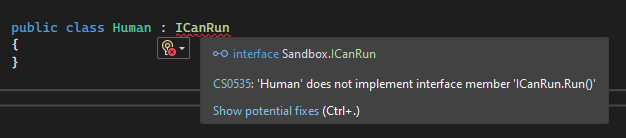 public class Human : ICanRun
{
}
interface Sandbox.ICanRun
CS0535: 'Human' does not implement interface member 'ICanRun.Run()'
Show potential fixes (Ctrl+.)